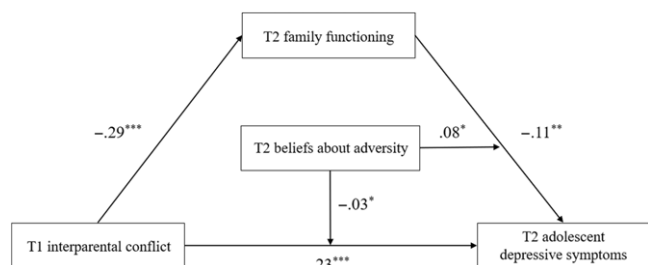 T2 family functioning
−.29***
.08*
−.11**
T2 beliefs about adversity
−.03*
T1 interparental conflict
.23***
T2 adolescent
depressive symptoms